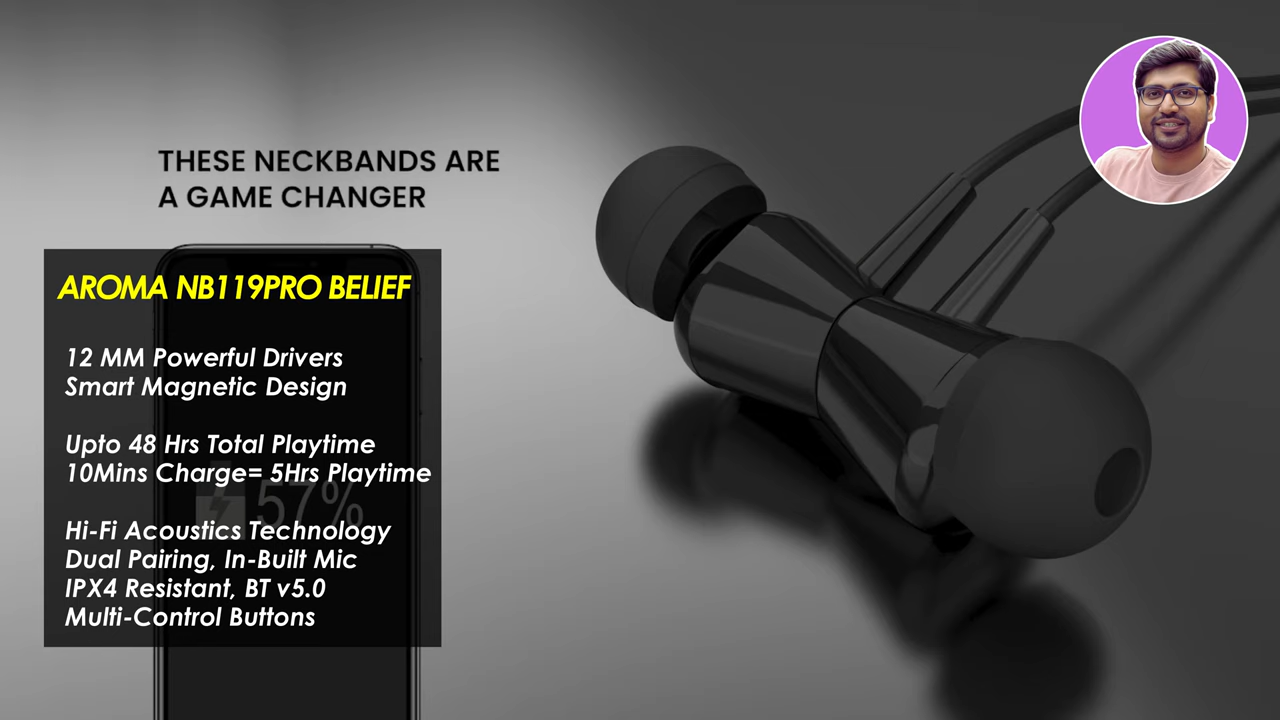 THESE NECKBANDS ARE
A GAME CHANGER
AROMA NB119PRO BELIEF
12 MM Powerful Drivers
Smart Magnetic Design
Upto 48 Hrs Total Playtime
10Mins Charge= 5Hrs Playtime
57%
Hi-Fi Acoustics Technology
Dual Pairing, In-Built Mic
IPX4 Resistant, BT v5.0
Multi-Control Buttons